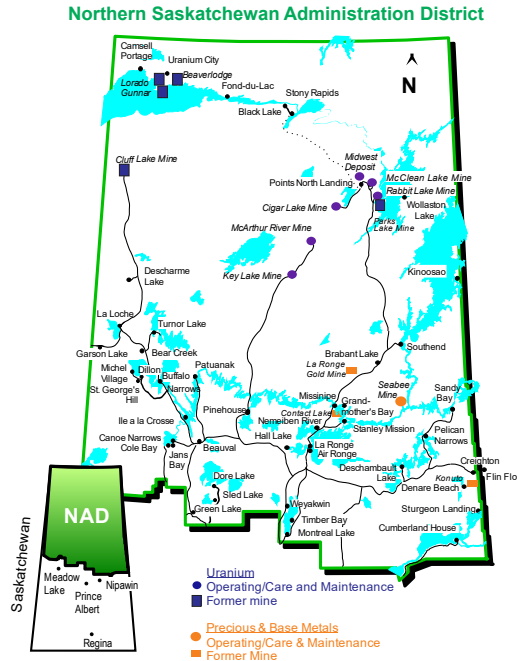 Northern Saskatchewan Administration District
Camsell
Portage
Uranium City
Beaverlodge
Lorado
Gunnar
Fond-du-Lac
Stony Rapids
Black Lake
N
Cluff Lake Mine
Midwest
Deposit
McClean Lake Mine
Points North Landing
Rabbit Lake Mine
Wollaston
Lake
Cigar Lake Mine
Parks
Lake Mine
McArthur River Mine
Key Lake Mine
Kinoosao
Descharme
Lake
La Loche
Turnor Lake
Garson Lake
Bear Creek
Southend
Brabant Lake
Michel
Village
Dillon
Buffalo
Narrows
Patuanak
La Ronge
Gold Mine
St. George's
Hill
Seabee
Mine
Sandy
Bay
Pinehouse
Missinipe
Grand-
mother's Bay
Contact Lake
Ile a la Crosse
Nemeiben River
Stanley Mission
Pelican
Narrows
Canoe Narrows
Cole Bay
Jans
Bay
Beauval
Hall Lake
La Ronge
Air Ronge
Deschambault
Lake
Creighton
Flin Flo
Konuto
Denare Beach
Dore Lake
Sled Lake
Green Lake
Weyakwin
Timber Bay
Montreal Lake
Sturgeon Landing
Cumberland House
NAD
Saskatchewan
Meadow
Lake
Nipawin
Prince
Albert
Regina
Uranium
Operating/Care and Maintenance
Former mine
Precious & Base Metals
Operating/Care & Maintenance
Former Mine